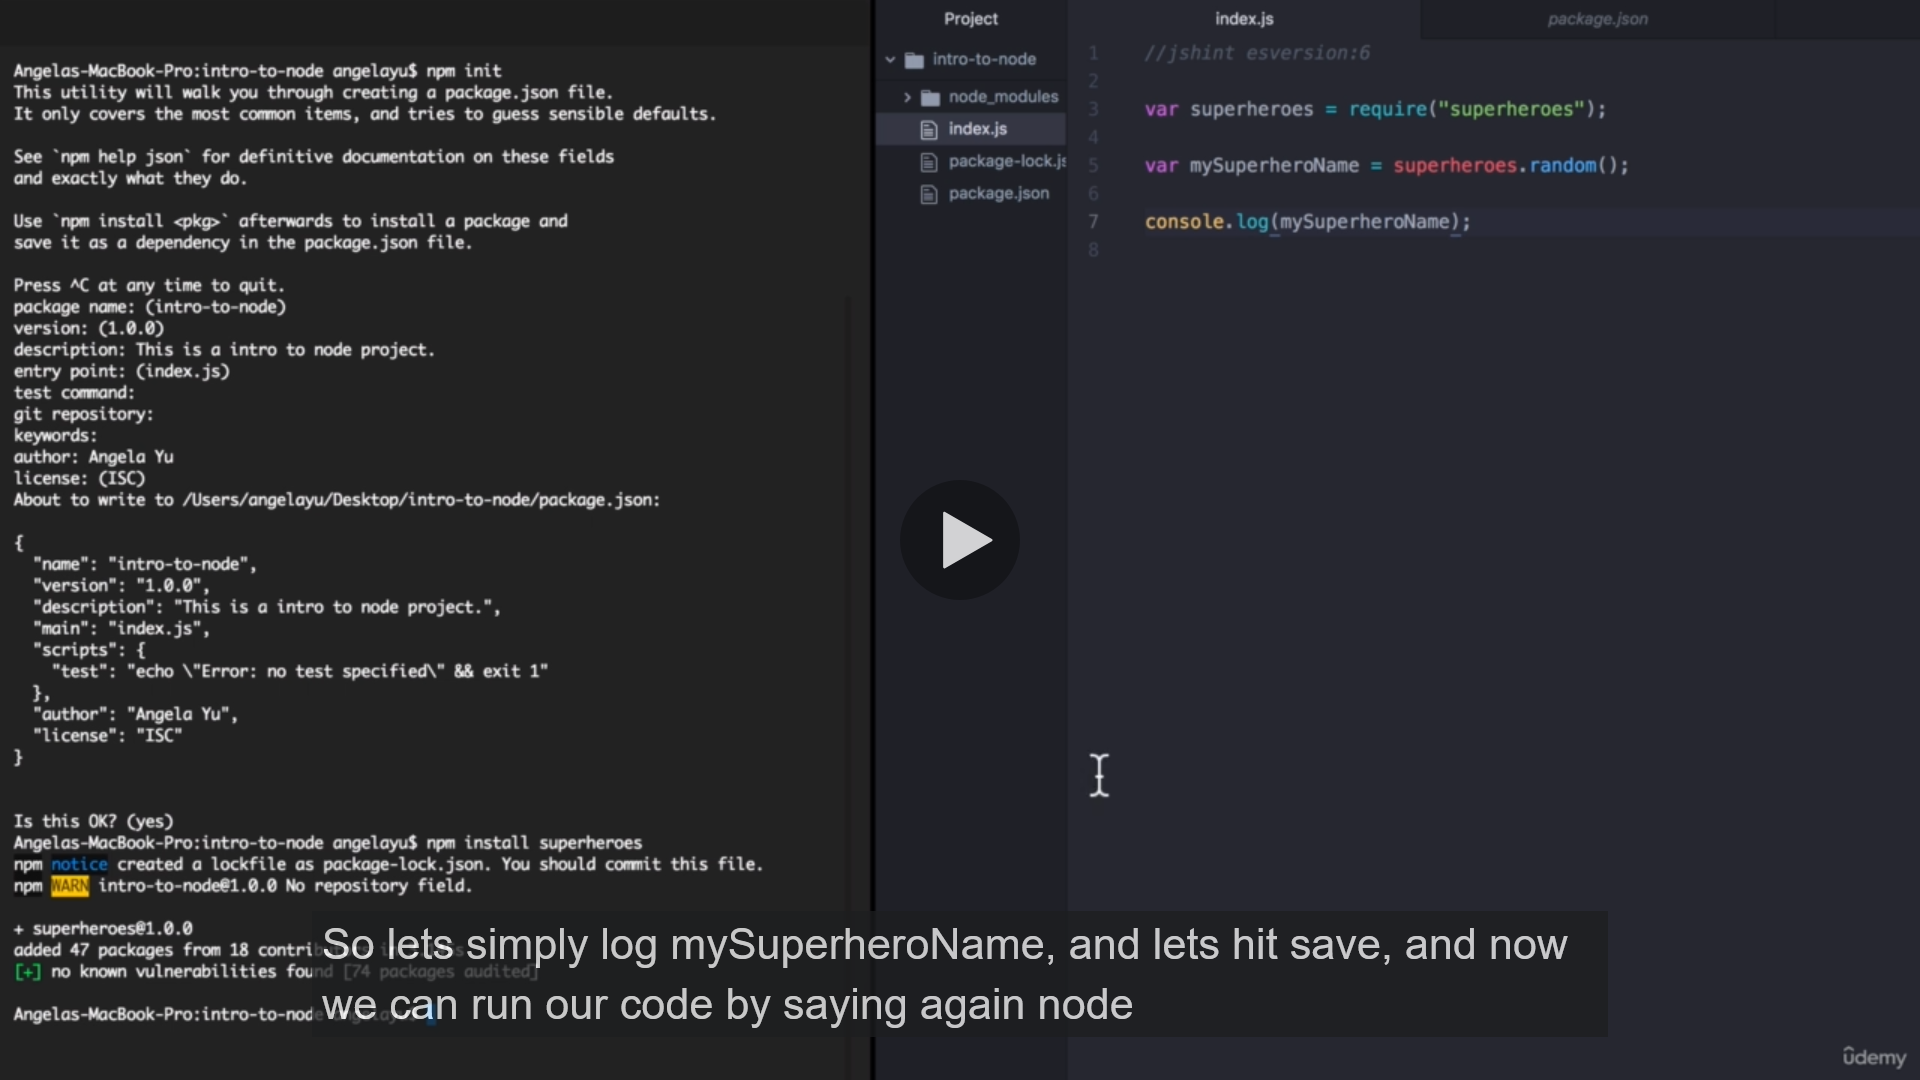 Angelas-MacBook-Pro:intro-to-node angelayu$ npm init
This utility will walk you through creating a package.json file.
It only covers the most common items, and tries to guess sensible defaults.
See `npm help json` for definitive documentation on these fields
and exactly what they do.
Use `npm install <pkg>` afterwards to install a package and
save it as a dependency in the package.json file.
Press ^C at any time to quit.
package name: (intro-to-node)
version: (1.0.0)
description: This is a intro to node project.
entry point: (index.js)
test command:
git repository:
keywords:
author: Angela Yu
license: (ISC)
About to write to /Users/angelayu/Desktop/intro-to-node/package.json:
{
"name": "intro-to-node",
"version": "1.0.0",
"description": "This is a intro to node project.",
"main": "index.js",
"scripts": {
"test": "echo \"Error: no test specified\" && exit 1"
},
"author": "Angela Yu",
"license": "ISC"
}
Is this OK? (yes)
Angelas-MacBook-Pro:intro-to-node angelayu$ npm install superheroes
npm notice created a lockfile as package-lock.json. You should commit this file.
npm WARN intro-to-node@1.0.0 No repository field.
+ superheroes@1.0.0
added 47 packages from 18
[+] no known vulnerabilities found [74 packages audited]
Angelas-MacBook-Pro:intro-to-node
Project
intro-to-node
node_modules
index.js
package-lock.js
package.json
index.js
package.json
1 //jshint esversion:6
2
3 var superheroes = require("superheroes");
4
5 var mySuperheroName = superheroes.random();
6
7 console.log(mySuperheroName);
8
So lets simply log mySuperheroName, and lets hit save, and now
we can run our code by saying again node
ûdemy